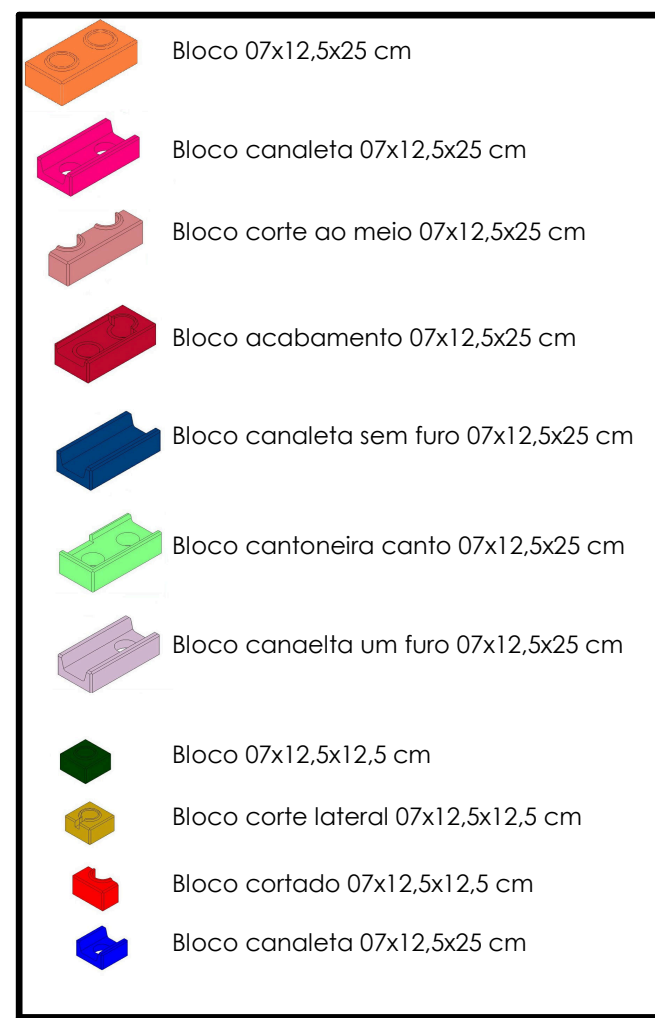 Bloco 07x12,5x25 cm
Bloco canaleta 07x12,5x25 cm
Bloco corte ao meio 07x12,5x25 cm
Bloco acabamento 07x12,5x25 cm
Bloco canaleta sem furo 07x12,5x25 cm
Bloco cantoneira canto 07x12,5x25 cm
Bloco canaelta um furo 07x12,5x25 cm
Bloco 07x12,5x12,5 cm
Bloco corte lateral 07x12,5x12,5 cm
Bloco cortado 07x12,5x12,5 cm
Bloco canaleta 07x12,5x25 cm